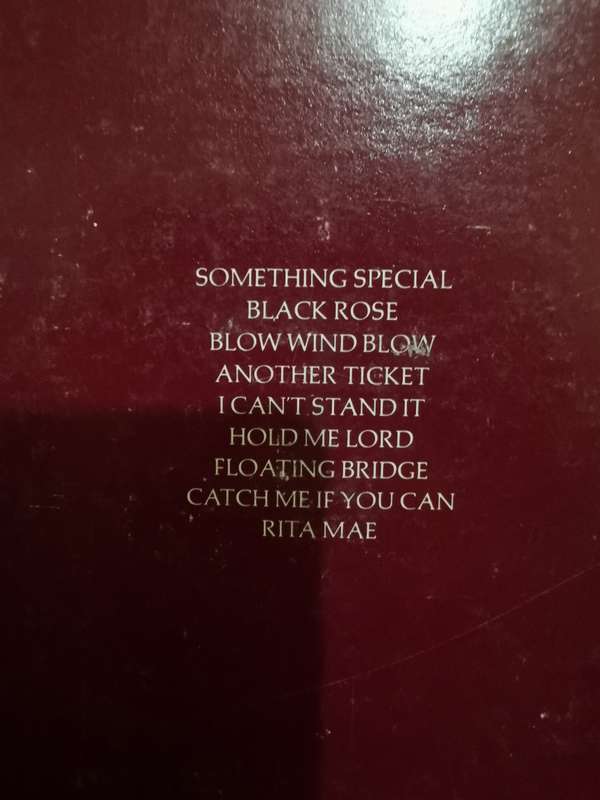 SOMETHING SPECIAL
BLACK ROSE
BLOW WIND BLOW
ANOTHER TICKET
I CAN'T STAND IT
HOLD ME LORD
FLOATING BRIDGE
CATCH ME IF YOU CAN
RITA MAE